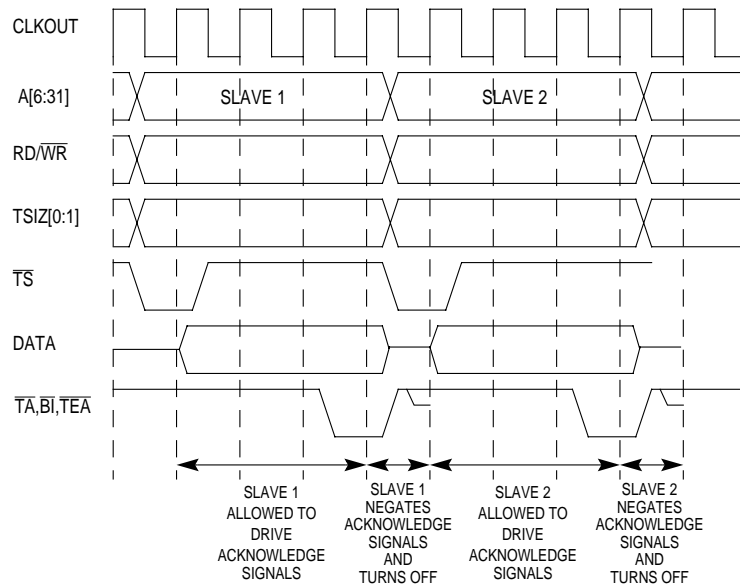 CLKOUT
A[6:31]
SLAVE 1
SLAVE 2
RD/WR
TSIZ[0:1]
TS
DATA
TA,BI,TEA
SLAVE 1
ALLOWED TO
DRIVE
ACKNOWLEDGE
SIGNALS
SLAVE 1
NEGATES
ACKNOWLEDGE
SIGNALS
AND
TURNS OFF
SLAVE 2
ALLOWED TO
DRIVE
ACKNOWLEDGE
SIGNALS
SLAVE 2
NEGATES
ACKNOWLEDGE
SIGNALS
AND
TURNS OFF